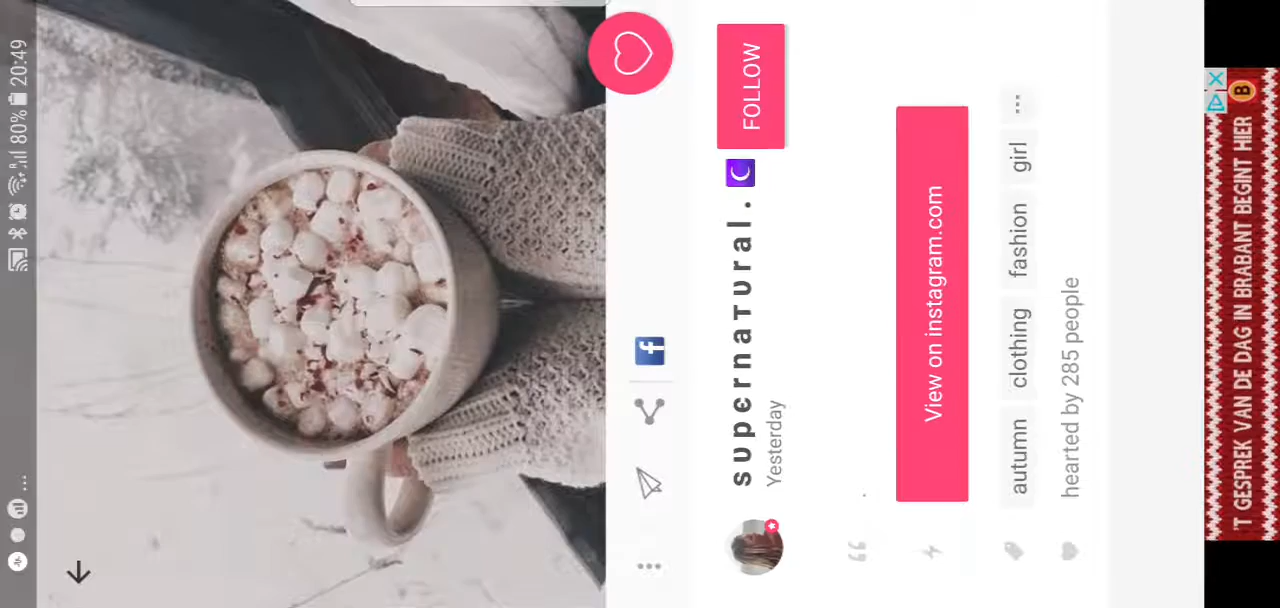 80% 20:49
FOLLOW
supernaтural.
Yesterday
.
View on instagram.com
autumn clothing fashion girl ...
hearted by 285 people
'T GESPREK VAN DE DAG IN BRABANT BEGINT HIER B